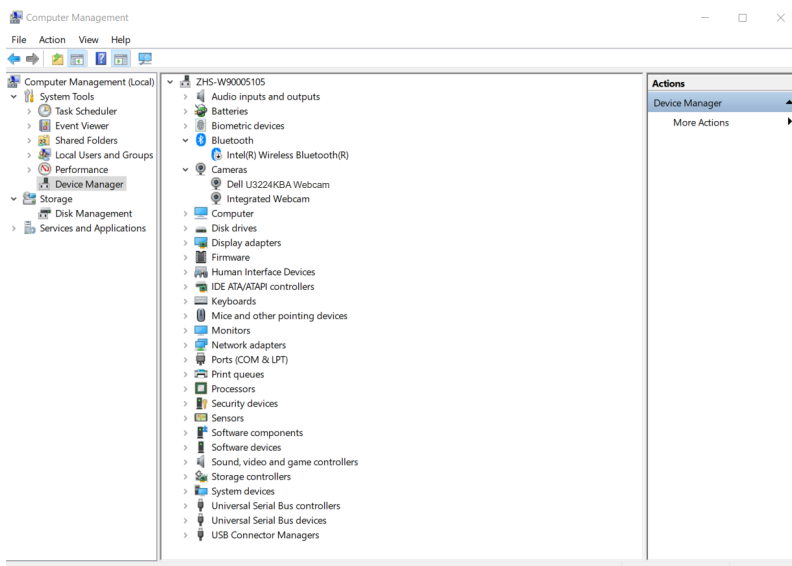 Computer Management
File Action View Help
Computer Management (Local)
System Tools
Task Scheduler
Event Viewer
Shared Folders
Local Users and Groups
Performance
Device Manager
Storage
Disk Management
Services and Applications
ZHS-W90005105
Audio inputs and outputs
Batteries
Biometric devices
Bluetooth
Intel(R) Wireless Bluetooth(R)
Cameras
Dell U3224KBA Webcam
Integrated Webcam
Computer
Disk drives
Display adapters
Firmware
Human Interface Devices
IDE ATA/ATAPI controllers
Keyboards
Mice and other pointing devices
Monitors
Network adapters
Ports (COM & LPT)
Print queues
Processors
Security devices
Sensors
Software components
Software devices
Sound, video and game controllers
Storage controllers
System devices
Universal Serial Bus controllers
Universal Serial Bus devices
USB Connector Managers
Actions
Device Manager
More Actions